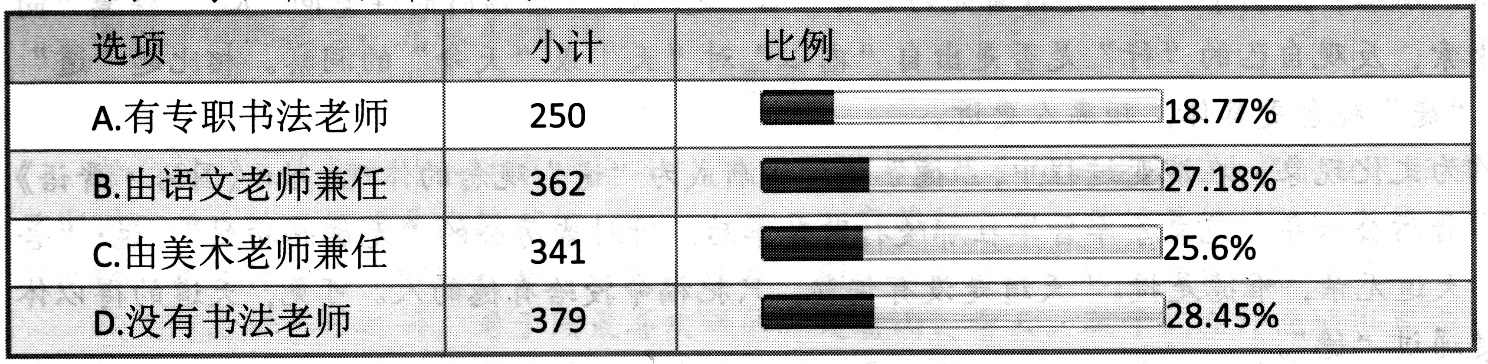 选项 小计 比例
A.有专职书法老师 250 18.77%
B.由语文老师兼任 362 27.18%
C.由美术老师兼任 341 25.6%
D.没有书法老师 379 28.45%